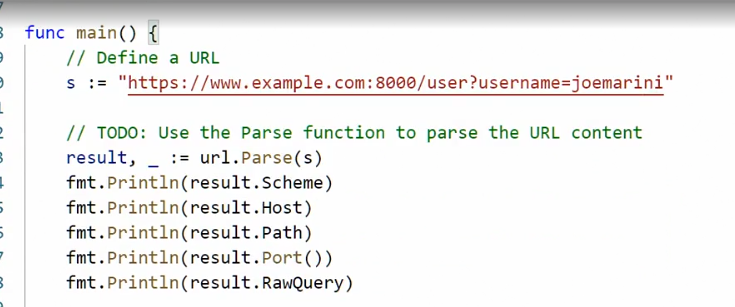 func main() {
// Define a URL
s := "https://www.example.com:8000/user?username=joemarini"
// TODO: Use the Parse function to parse the URL content
result, _ := url.Parse(s)
fmt.Println(result.Scheme)
fmt.Println(result.Host)
fmt.Println(result.Path)
fmt.Println(result.Port())
fmt.Println(result.RawQuery)